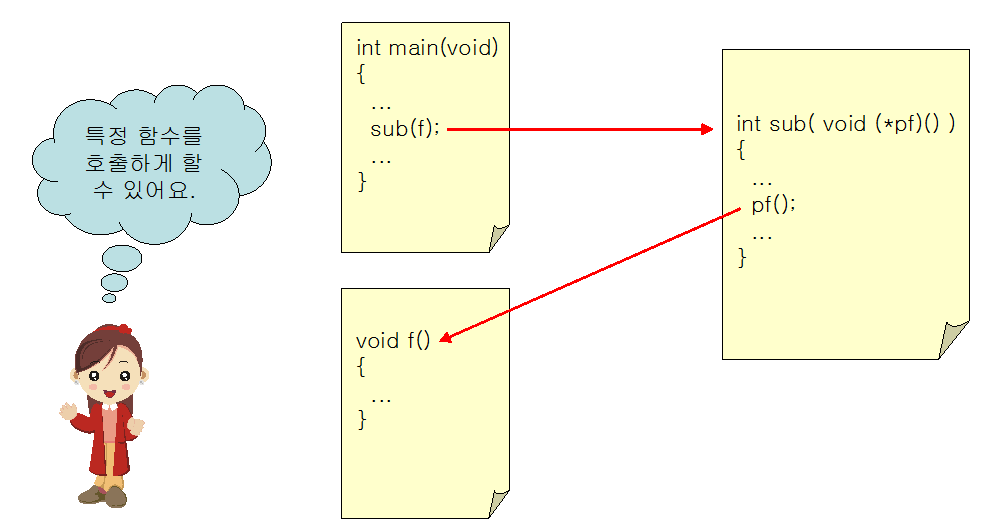 특정 함수를
호출하게 할
수 있어요.
int main(void)
{
...
sub(f);
...
}
int sub( void (*pf)() )
{
...
pf();
...
}
void f()
{
...
}